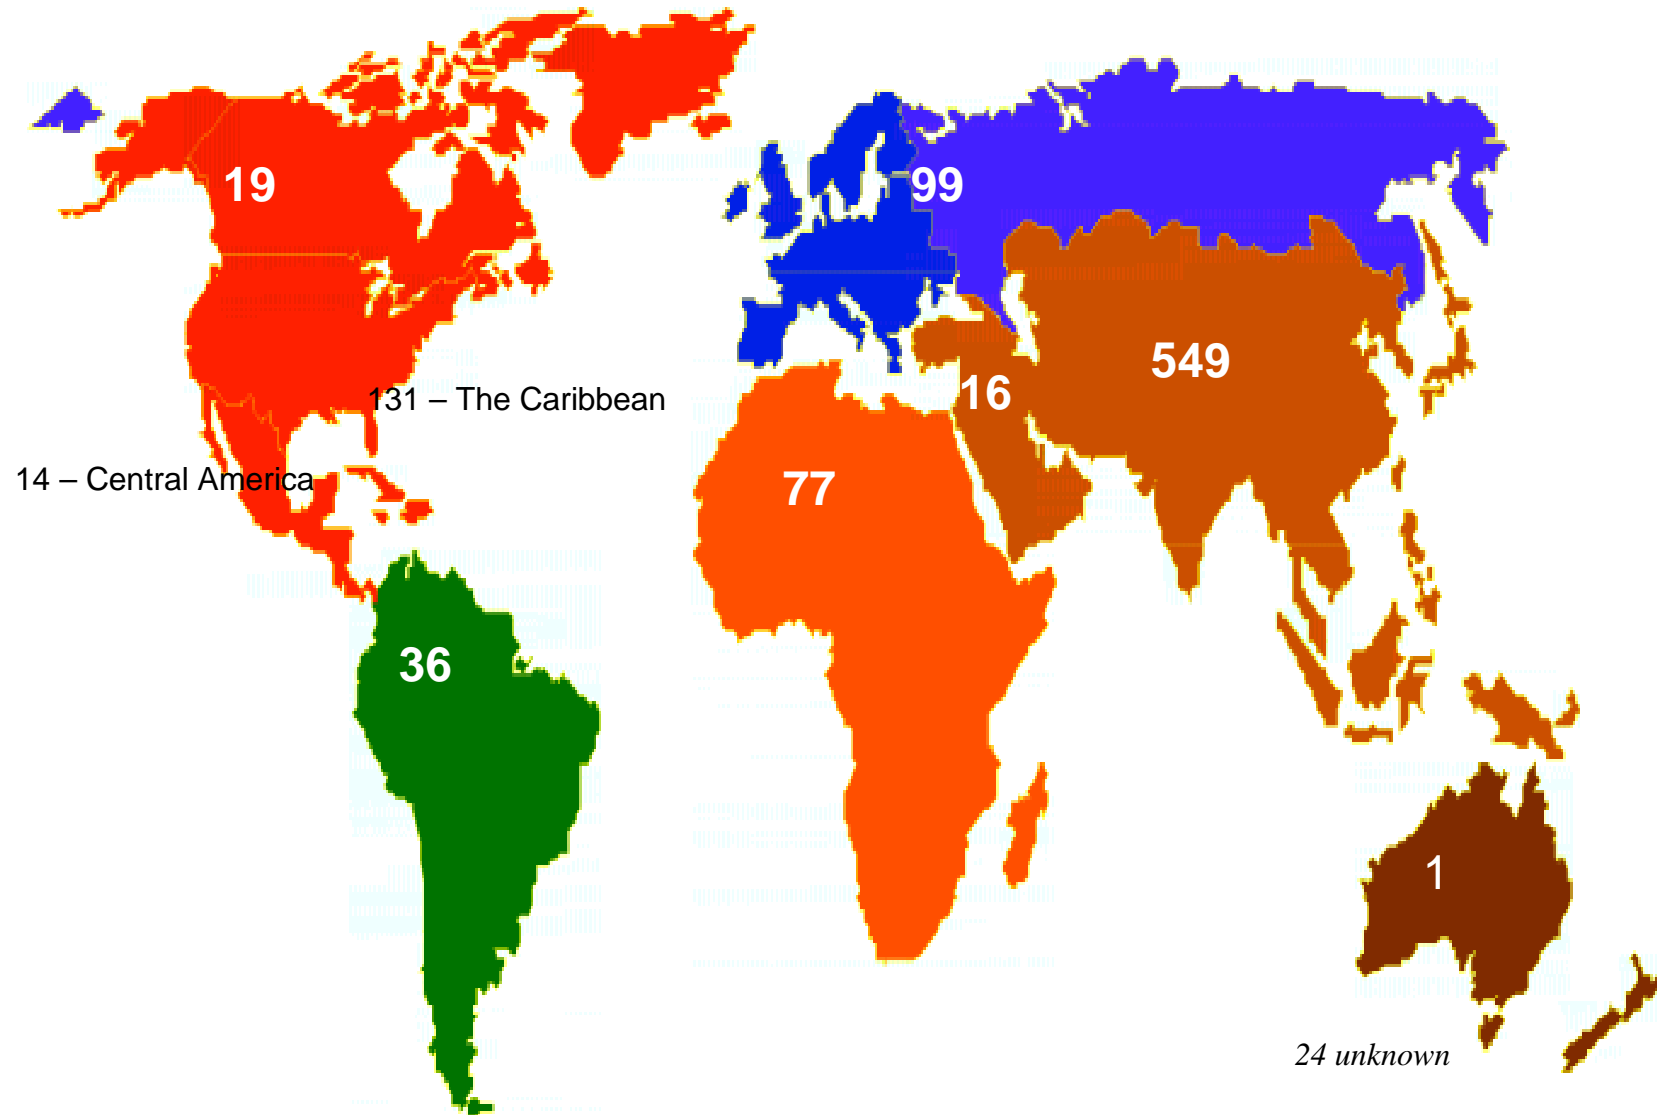 19
99
549
16
131 – The Caribbean
14 – Central America
77
36
1
24 unknown